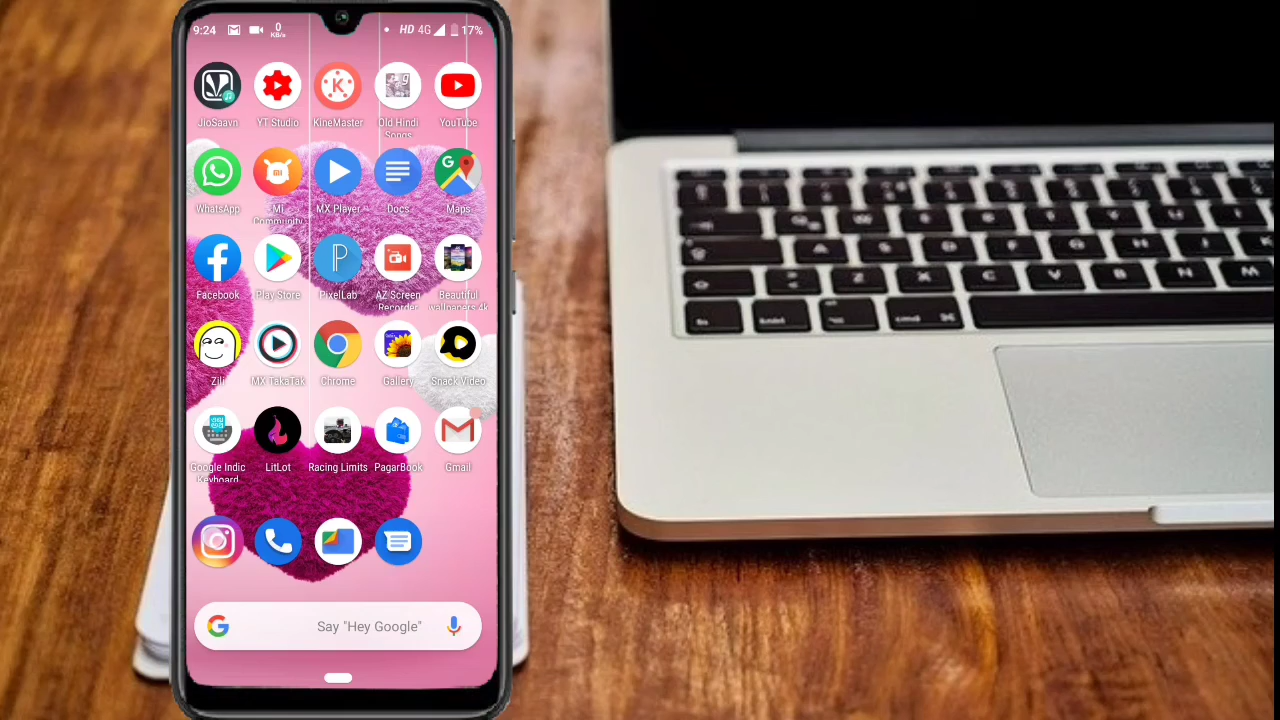 9:24 0 KB/s HD 4G 17%
JioSaavn YT Studio KineMaster Old Hindi Songs YouTube
WhatsApp Mi Community MX Player Docs Maps
Facebook Play Store PixelLab AZ Screen Recorder Beautiful wallpapers 4k
Zili MX TakaTak Chrome Gallery Snack Video
Google Indic Keyboard LitLot Racing Limits PagarBook Gmail
Say "Hey Google"